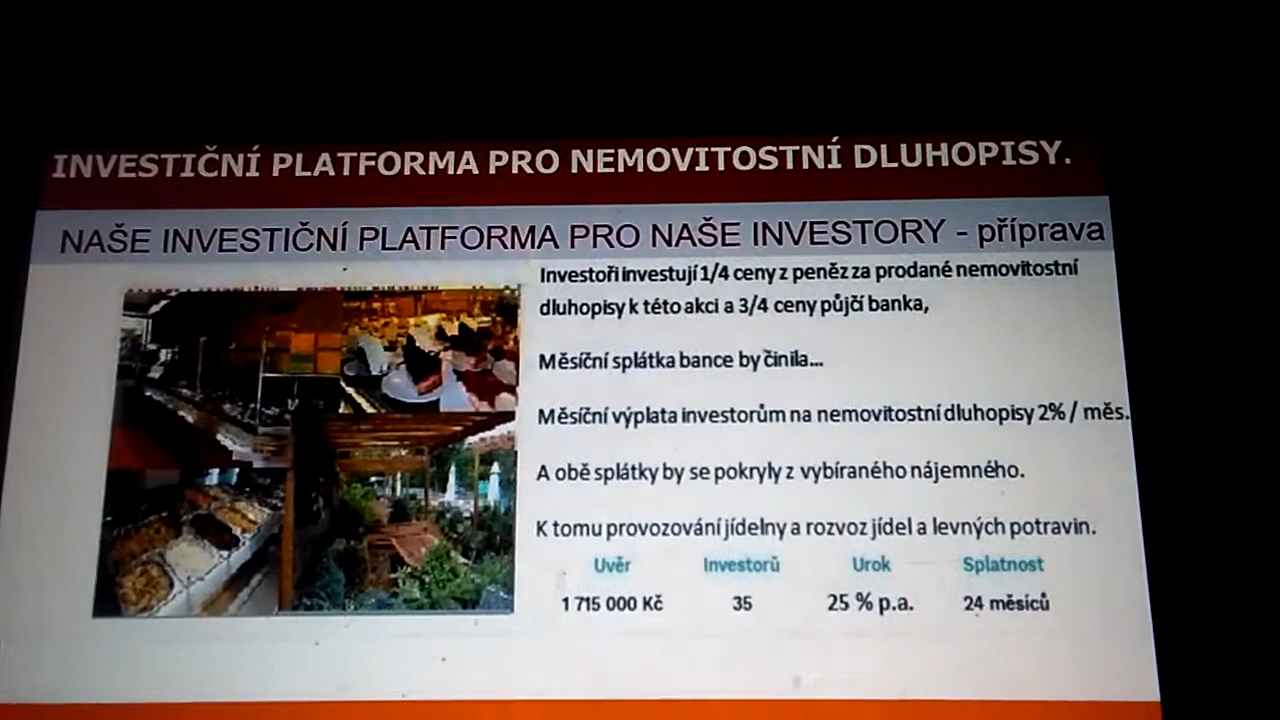 INVESTIČNÍ PLATFORMA PRO NEMOVITOSTNÍ DLUHOPISY.
NAŠE INVESTIČNÍ PLATFORMA PRO NAŠE INVESTORY - příprava
Investoři investují 1/4 ceny z peněz za prodané nemovitostní
dluhopisy k této akci a 3/4 ceny půjčí banka,
Měsíční splátka bance by činila...
Měsíční výplata investorům na nemovitostní dluhopisy 2% / měs.
A obě splátky by se pokryly z vybíraného nájemného.
K tomu provozování jídelny a rozvoz jídel a levných potravin.
Uvěr Investorů Urok Splatnost
1 715 000 Kč 35 25 % p.a. 24 měsíců